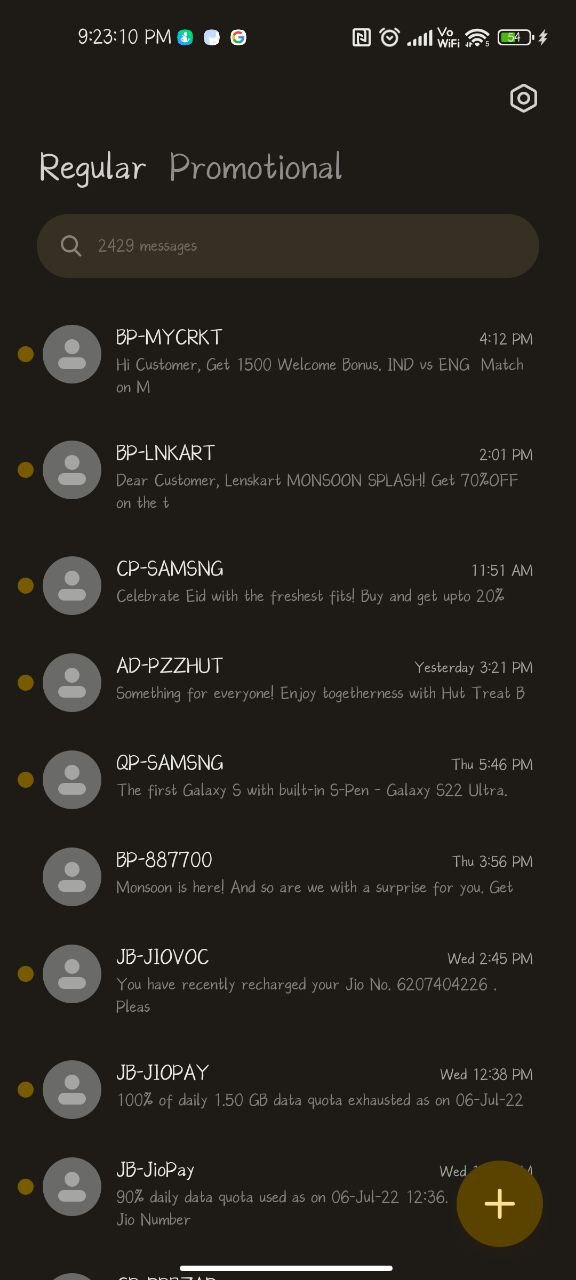 9:23:10 PM
Vo
WiFi
54
Regular Promotional
2429 messages
BP-MYCRKT 4:12 PM
Hi Customer, Get 1500 Welcome Bonus. IND vs ENG Match
on M
BP-LNKART 2:01 PM
Dear Customer, Lenskart MONSOON SPLASH! Get 70%OFF
on the t
CP-SAMSNG 11:51 AM
Celebrate Eid with the freshest fits! Buy and get upto 20%
AD-PZZHUT Yesterday 3:21 PM
Something for everyone! Enjoy togetherness with Hut Treat B
QP-SAMSNG Thu 5:46 PM
The first Galaxy S with built-in S-Pen - Galaxy S22 Ultra.
BP-887700 Thu 3:56 PM
Monsoon is here! And so are we with a surprise for you. Get
JB-JIOVOC Wed 2:45 PM
You have recently recharged your Jio No. 6207404226 .
Pleas
JB-JIOPAY Wed 12:38 PM
100% of daily 1.50 GB data quota exhausted as on 06-Jul-22
JB-JioPay Wed
90% daily data quota used as on 06-Jul-22 12:36.
Jio Number